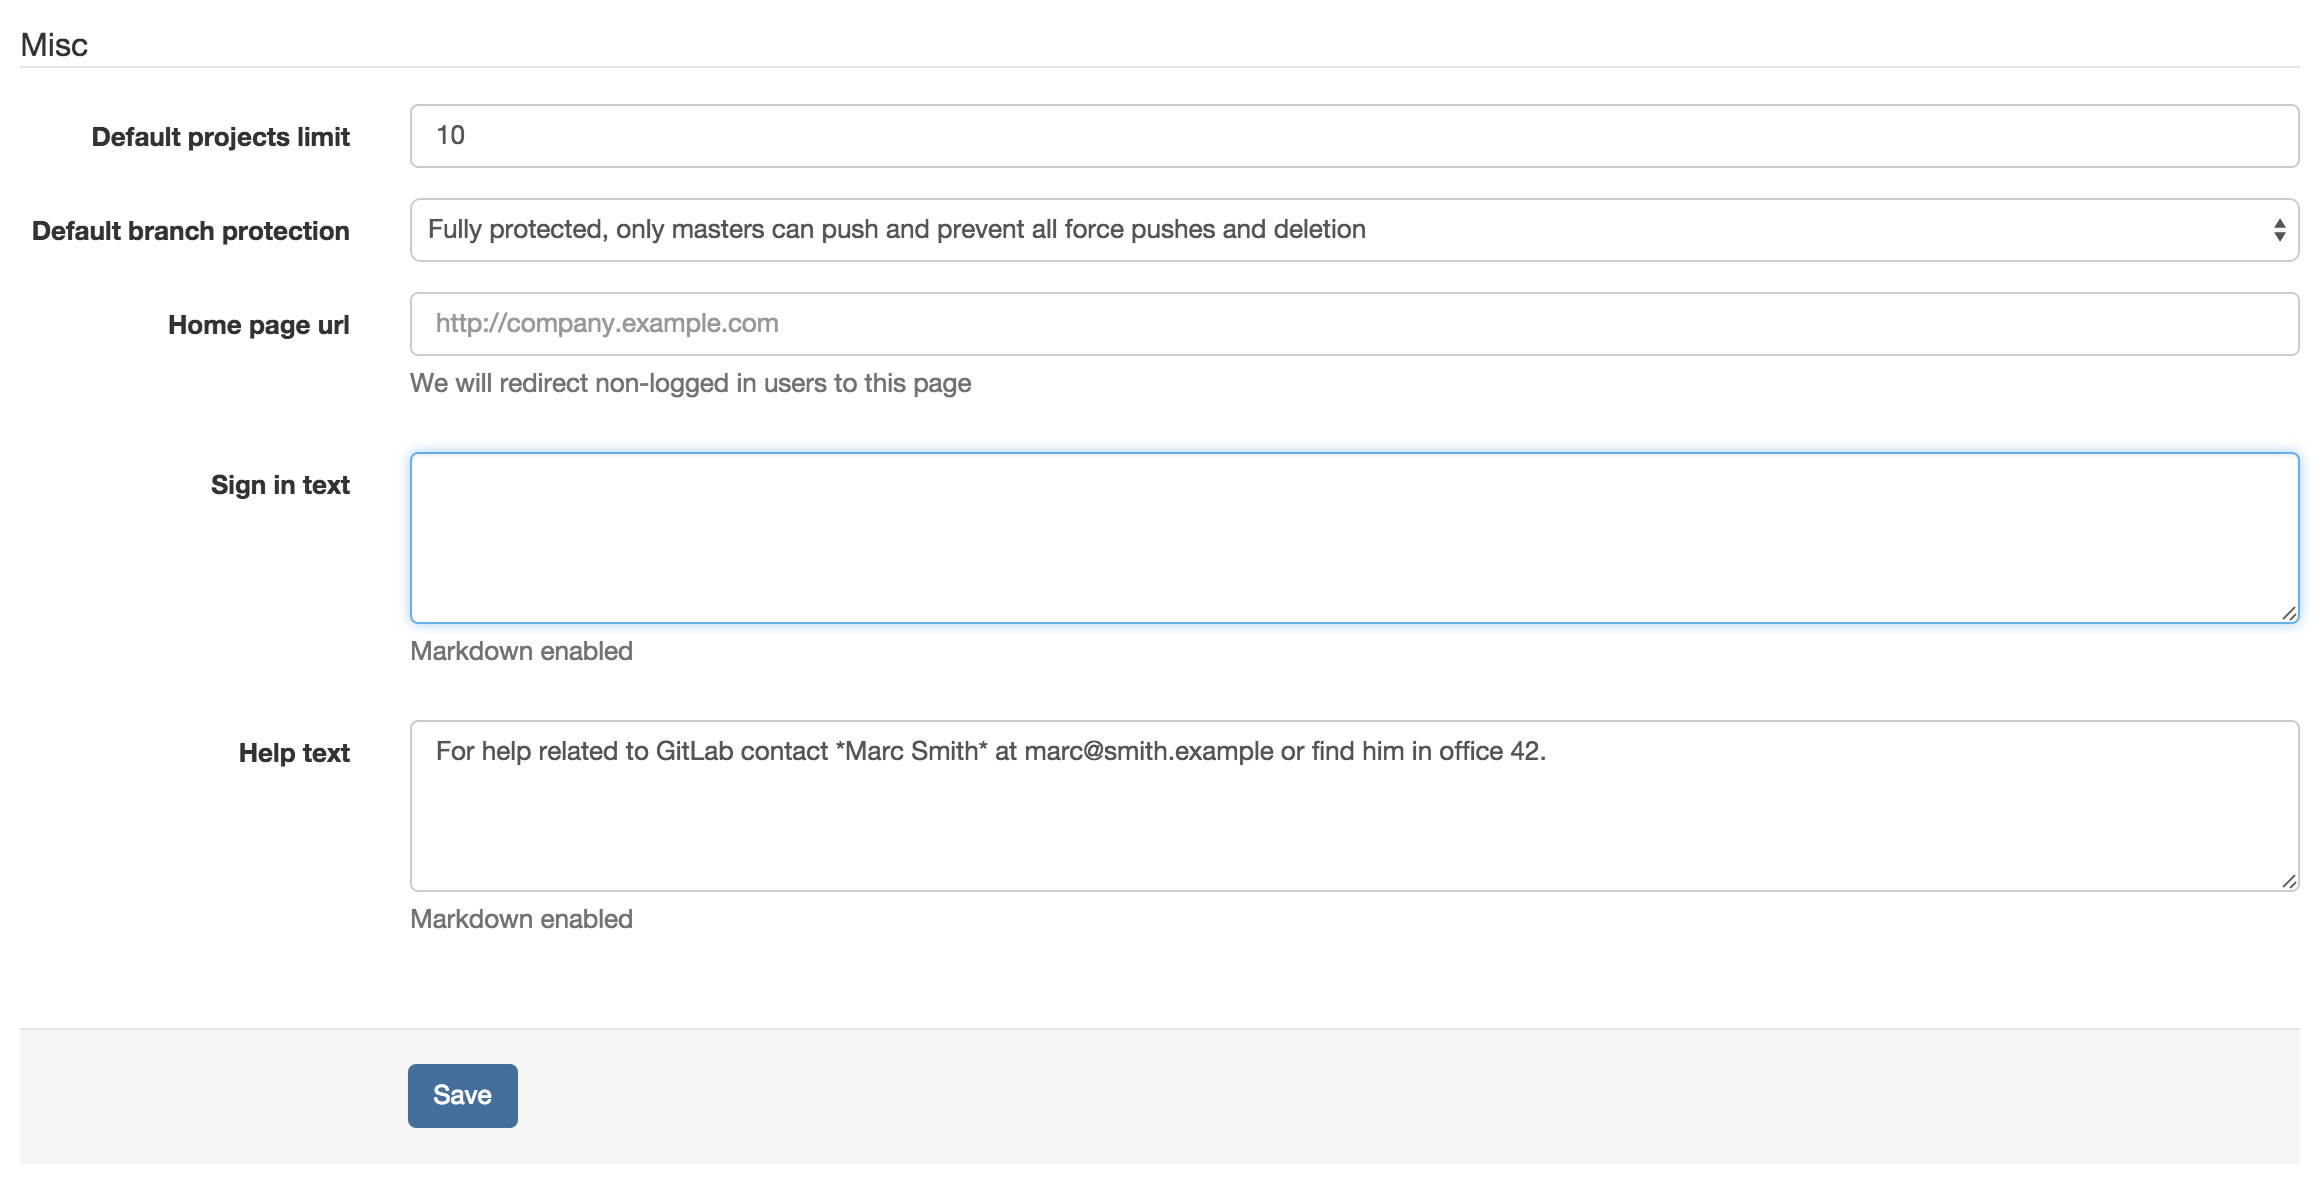 Misc
Default projects limit
10
Default branch protection
Fully protected, only masters can push and prevent all force pushes and deletion
Home page url
http://company.example.com
We will redirect non-logged in users to this page
Sign in text
Markdown enabled
Help text
For help related to GitLab contact *Marc Smith* at marc@smith.example or find him in office 42.
Markdown enabled
Save